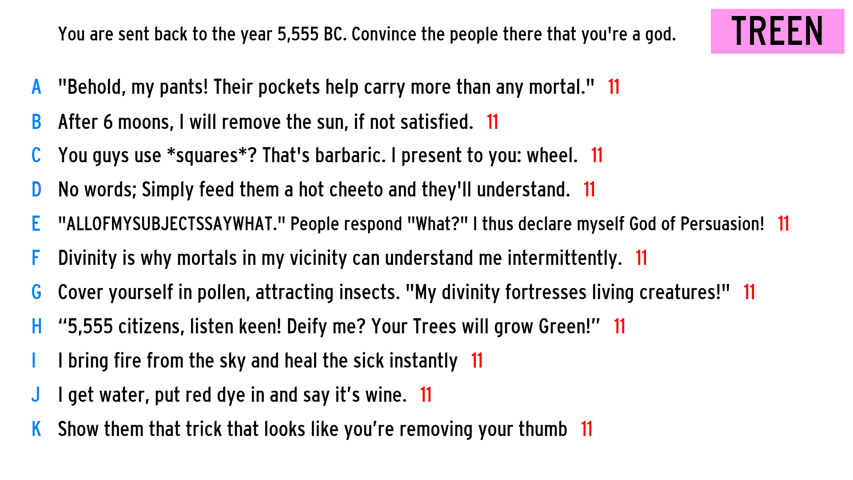 You are sent back to the year 5,555 BC. Convince the people there that you're a god.
TREEN
A "Behold, my pants! Their pockets help carry more than any mortal." 11
B After 6 moons, I will remove the sun, if not satisfied. 11
C You guys use *squares*? That's barbaric. I present to you: wheel. 11
D No words; Simply feed them a hot cheeto and they'll understand. 11
E "ALLOFMYSUBJECTSSAYWHAT." People respond "What?" I thus declare myself God of Persuasion! 11
F Divinity is why mortals in my vicinity can understand me intermittently. 11
G Cover yourself in pollen, attracting insects. "My divinity fortresses living creatures!" 11
H “5,555 citizens, listen keen! Deify me? Your Trees will grow Green!” 11
I I bring fire from the sky and heal the sick instantly 11
J I get water, put red dye in and say it’s wine. 11
K Show them that trick that looks like you’re removing your thumb 11